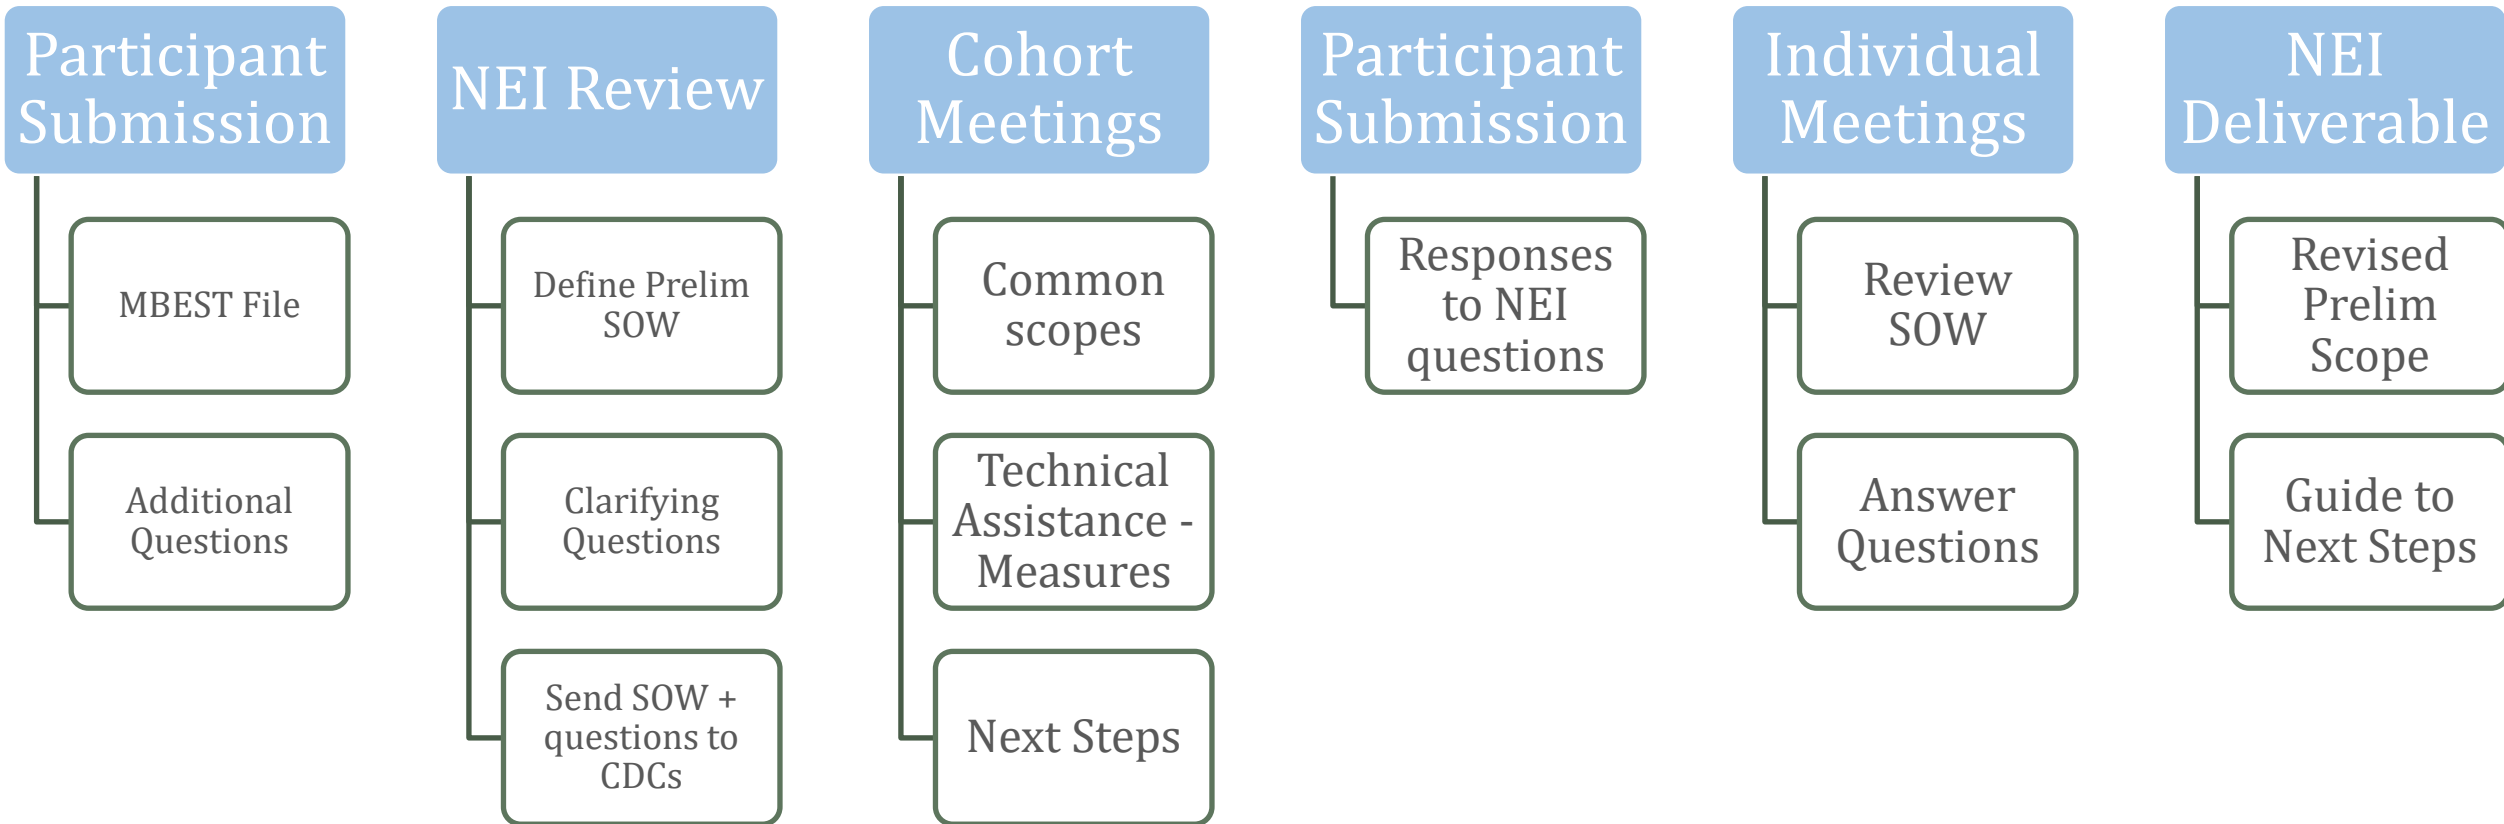 Participant
Submission
MBEST File
Additional
Questions
NEI Review
Define Prelim
SOW
Clarifying
Questions
Send SOW +
questions to
CDCs
Cohort
Meetings
Common
scopes
Technical
Assistance -
Measures
Next Steps
Participant
Submission
Responses
to NEI
questions
Individual
Meetings
Review
SOW
Answer
Questions
NEI
Deliverable
Revised
Prelim
Scope
Guide to
Next Steps